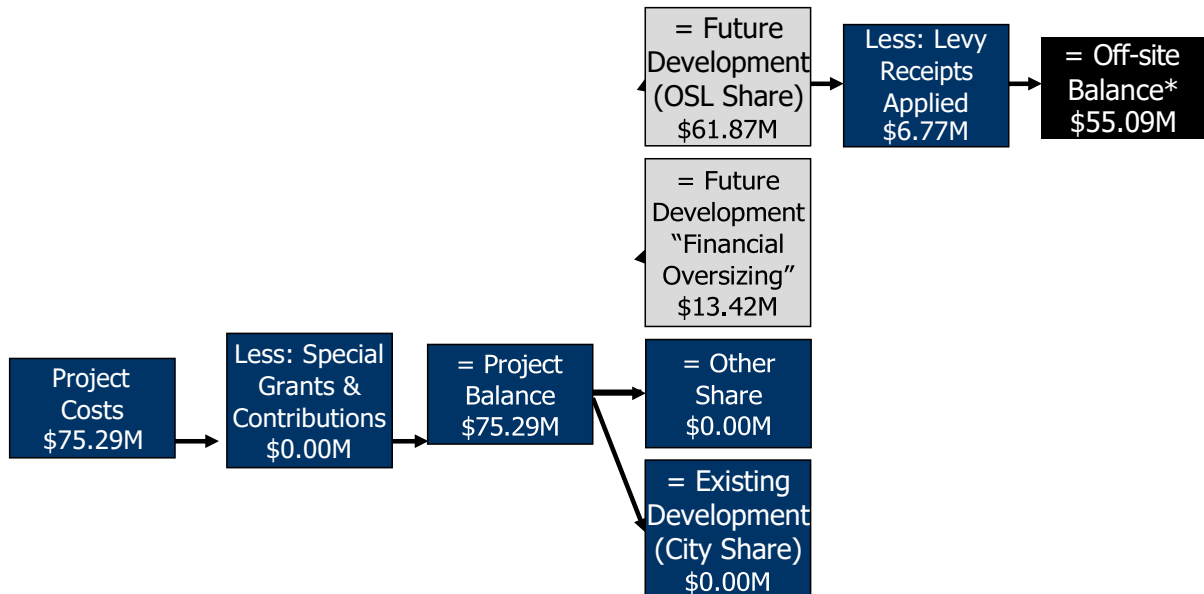 = Future
Development
(OSL Share)
$61.87M
Less: Levy
Receipts
Applied
$6.77M
= Off-site
Balance*
$55.09M
= Future
Development
“Financial
Oversizing”
$13.42M
Project
Costs
$75.29M
Less: Special
Grants &
Contributions
$0.00M
= Project
Balance
$75.29M
= Other
Share
$0.00M
= Existing
Development
(City Share)
$0.00M